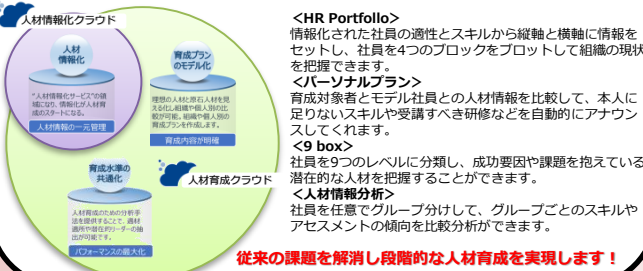 人材情報化クラウド
人材
情報化
"人材情報化サービス"の領
域になり、情報化が人材育
成のスタートになる。
人材情報の一元管理
育成プラン
のモデル化
理想の人材と原石人材を見
える化し組織や個人別の比
較が可能。組織や個人別の
育成プランを作成します。
育成内容が明確
育成水準の
共通化
人材育成のための分析手
法を提供することで、適材
適所や潜在的リーダーの抽
出が可能です。
パフォーマンスの最大化
人材育成クラウド
<HR Portfollo>
情報化された社員の適性とスキルから縦軸と横軸に情報を
セットし、社員を4つのブロックをプロットして組織の現状
を把握できます。
<パーソナルプラン>
育成対象者とモデル社員との人材情報を比較して、本人に
足りないスキルや受講すべき研修などを自動的にアナウン
スしてくれます。
<9 box>
社員を9つのレベルに分類し、成功要因や課題を抱えている
潜在的な人材を把握することができます。
<人材情報分析>
社員を任意でグループ分けして、グループごとのスキルや
アセスメントの傾向を比較分析ができます。
従来の課題を解消し段階的な人材育成を実現します！